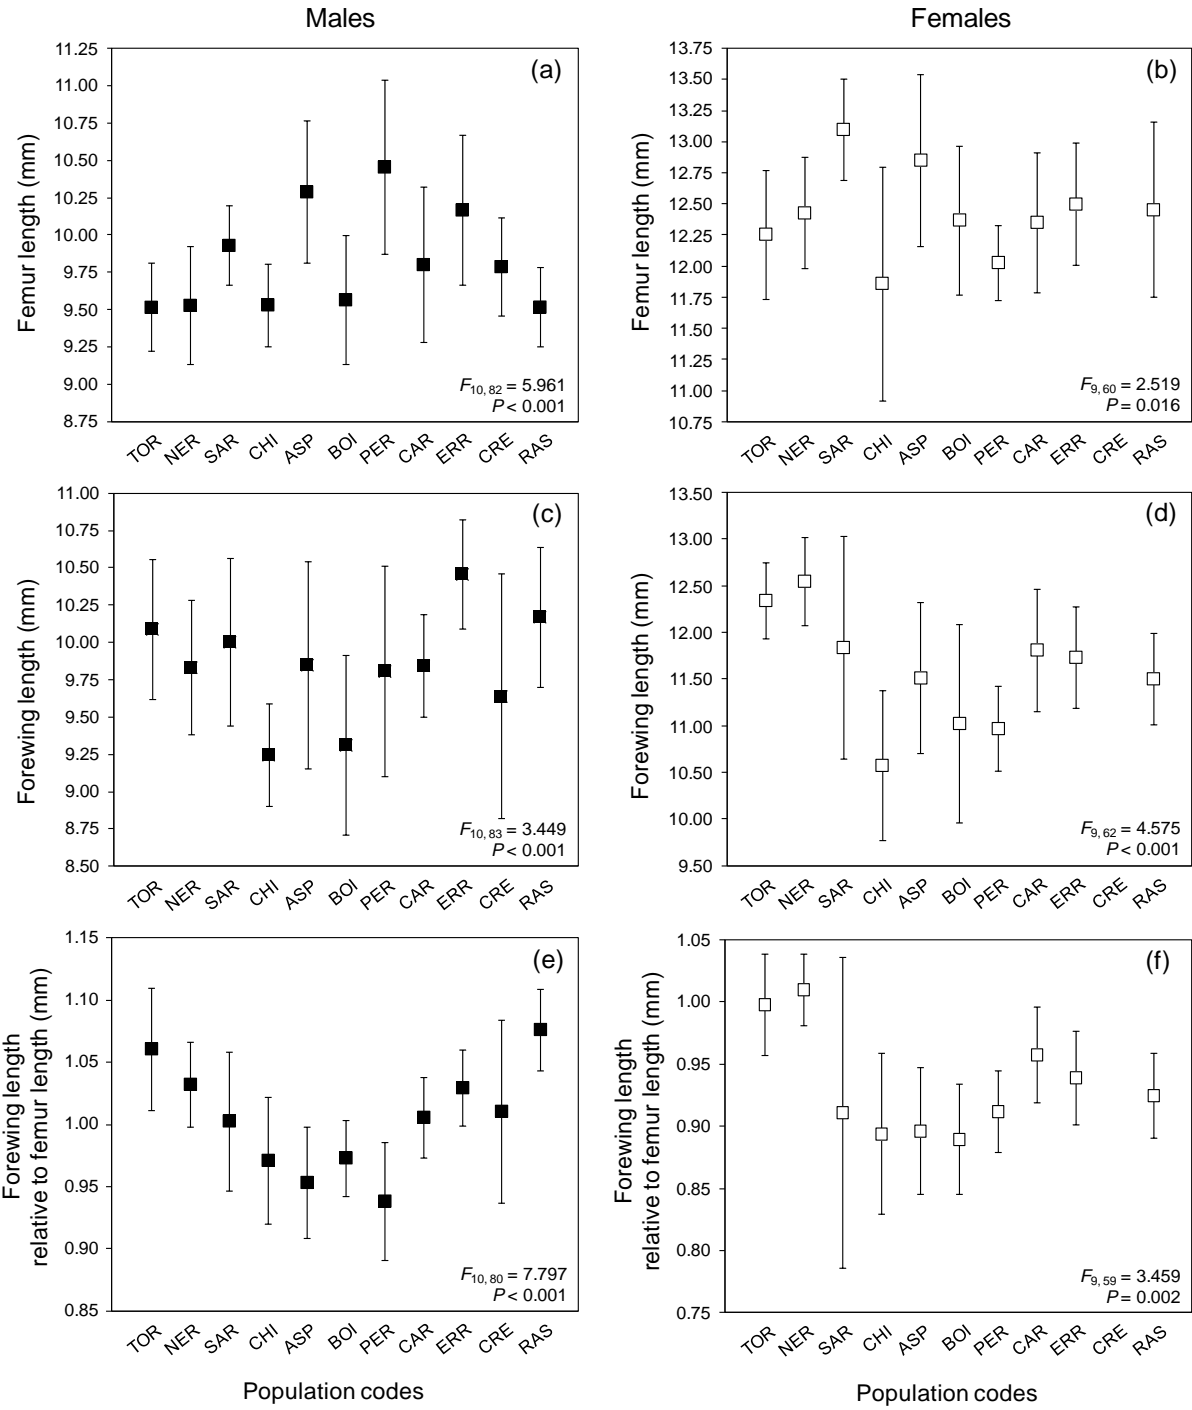 Males
Females
(a)
Femur length (mm)
11.25
11.00
10.75
10.50
10.25
10.00
9.75
9.50
9.25
9.00
8.75
F10, 82 = 5.961
P < 0.001
TOR NER SAR CHI ASP BOI PER CAR ERR CRE RAS
(b)
Femur length (mm)
13.75
13.50
13.25
13.00
12.75
12.50
12.25
12.00
11.75
11.50
11.25
11.00
10.75
F9, 60 = 2.519
P = 0.016
TOR NER SAR CHI ASP BOI PER CAR ERR CRE RAS
(c)
Forewing length (mm)
11.00
10.75
10.50
10.25
10.00
9.75
9.50
9.25
9.00
8.75
8.50
F10, 83 = 3.449
P < 0.001
TOR NER SAR CHI ASP BOI PER CAR ERR CRE RAS
(d)
Forewing length (mm)
13.50
13.00
12.50
12.00
11.50
11.00
10.50
10.00
9.50
F9, 62 = 4.575
P < 0.001
TOR NER SAR CHI ASP BOI PER CAR ERR CRE RAS
(e)
Forewing length
relative to femur length (mm)
1.15
1.10
1.05
1.00
0.95
0.90
0.85
F10, 80 = 7.797
P < 0.001
TOR NER SAR CHI ASP BOI PER CAR ERR CRE RAS
Population codes
(f)
Forewing length
relative to femur length (mm)
1.05
1.00
0.95
0.90
0.85
0.80
0.75
F9, 59 = 3.459
P = 0.002
TOR NER SAR CHI ASP BOI PER CAR ERR CRE RAS
Population codes